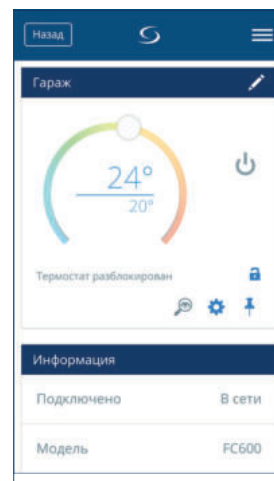 Назад
Гараж
24°
20°
Термостат разблокирован
Информация
Подключено В сети
Модель FC600